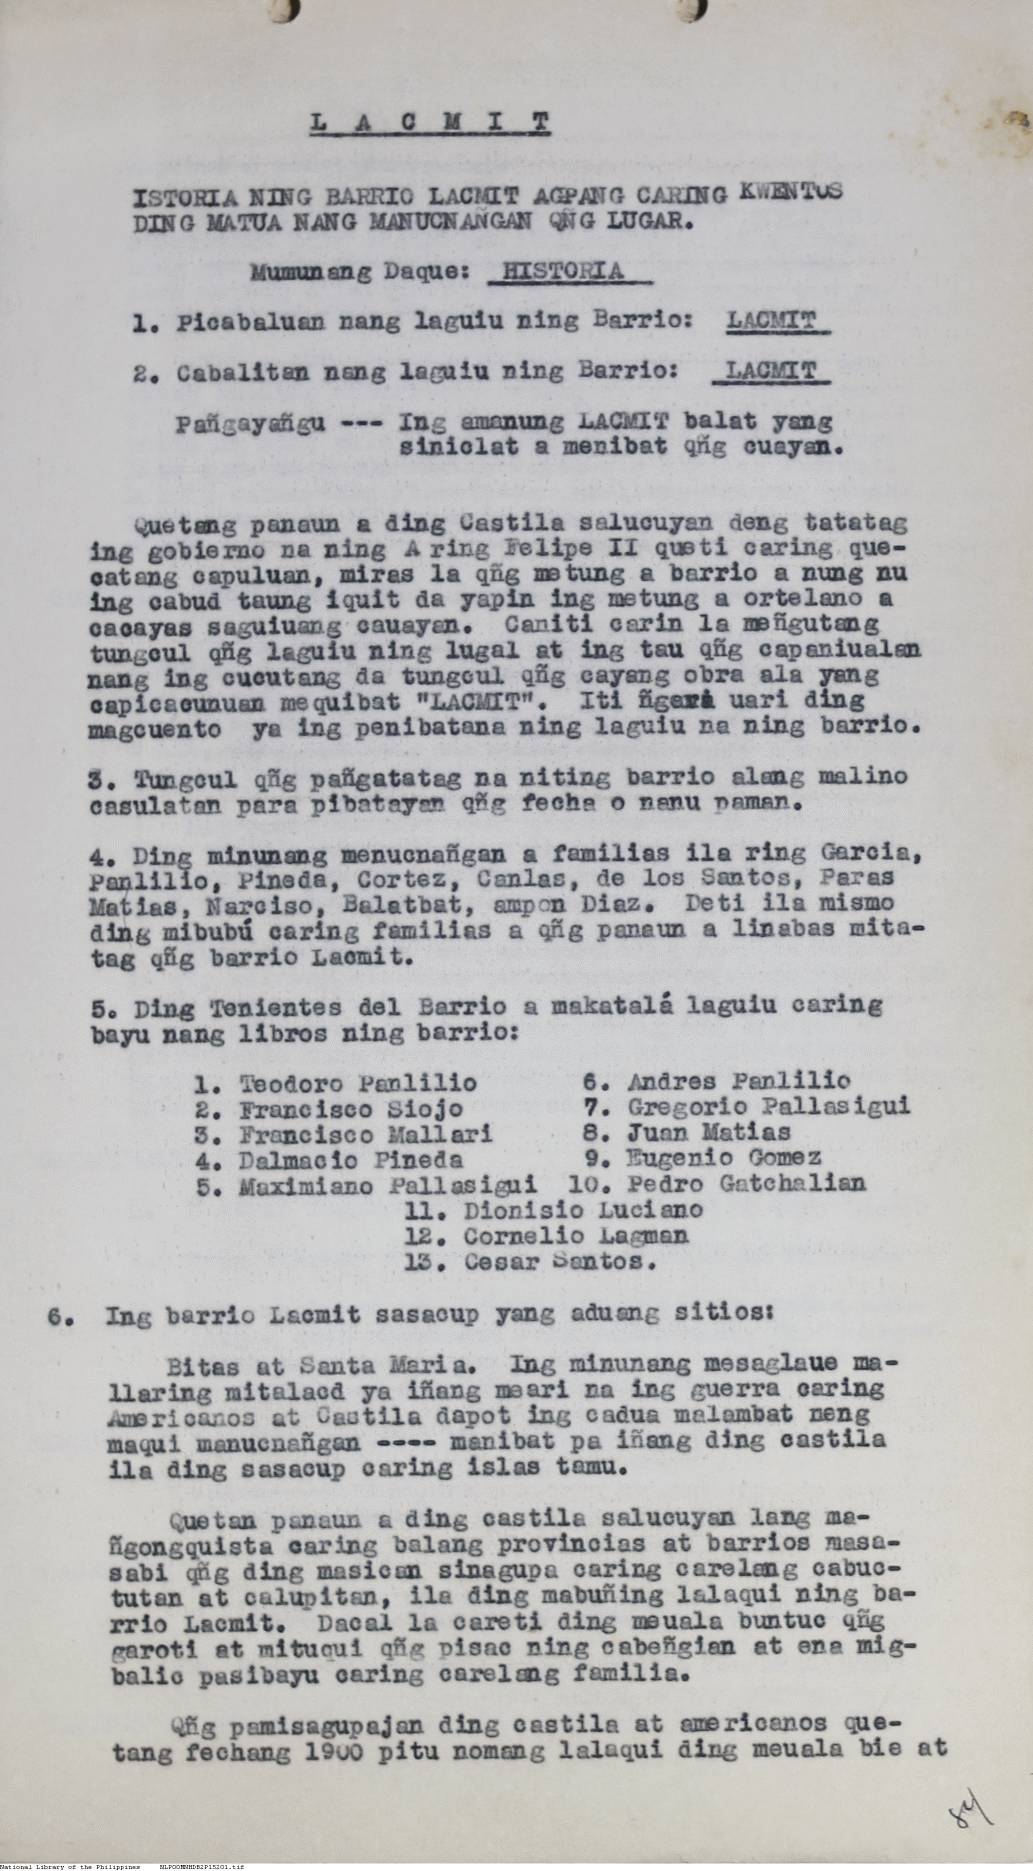 L A C M I T
ISTORIA NING BARRIO LACMIT AGPANG CARING KWENTOS
DING MATUA NANG MANUCNAÑGAN QÑG LUGAR.
Mumunang Daque: HISTORIA
1. Picabaluan nang laguiu ning Barrio: LACMIT
2. Cabalitan nang laguiu ning Barrio: LACMIT
Pañgayañgu --- Ing amanung LACMIT balat yang
siniclat a menibat qñg cuayan.
Quetang panaun a ding Castila salucuyan deng tatatag
ing gobierno na ning A ring Felipe II queti caring que-
catang capuluan, miras la qñg metung a barrio a nung nu
ing cabud taung iquit da yapin ing metung a ortelano a
cacayas saguiuang cauayan. Caniti carin la meñgutang
tungcul qñg laguiu ning lugal at ing tau qñg capaniualan
nang ing cucutang da tungcul qñg cayang obra ala yang
capicacunuan mequibat "LACMIT". Iti ñgara uari ding
magcuento ya ing penibatana ning laguiu na ning barrio.
3. Tungcul qñg pañgatatag na niting barrio alang malino
casulatan para pibatayan qñg fecha o nanu naman.
4. Ding minunang menucnañgan a familias ila ring Garcia,
Panlilio, Pineda, Cortez, Canlas, de los Santos, Paras
Matias, Narciso, Balatbat, ampon Diaz. Deti ila mismo
ding mibubú caring familias a qñg panaun a linabas mita-
tag qñg barrio Lacmit.
5. Ding Tenientes del Barrio a makatalá laguiu caring
bayu nang libros ning barrio:
1. Teodoro Panlilio 6. Andres Panlilio
2. Francisco Siojo 7. Gregorio Pallasigui
3. Francisco Mallari 8. Juan Matias
4. Dalmacio Pineda 9. Eugenio Gomez
5. Maximiano Pallasigui 10. Pedro Gatchalian
11. Dionisio Luciano
12. Cornelio Lagman
13. Cesar Santos.
6. Ing barrio Lacmit sasacup yang aduang sitios:
Bitas at Santa Maria. Ing minunang mesaglaue ma-
llaring mitalacd ya iñang meari na ing guerra caring
Americanos at Castila dapot ing cadua malambat neng
maqui manucnañgan ---- manibat pa iñang ding castila
ila ding sasacup caring islas tamu.
Quetan panaun a ding castila salucuyan lang ma-
ñgongquista caring balang provincias at barrios masa-
sabi qñg ding masican sinagupa caring carelang cabuc-
tutan at calupitan, ila ding mabuñing lalaqui ning ba-
rrio Lacmit. Dacal la careti ding meuala buntuc qñg
garoti at mituqui qñg pisac ning cabeñgian at ena mig-
balic pasibayu caring carelang familia.
Qñg pamisagupajan ding castila at americanos que-
tang fechang 1900 pitu nomang lalaqui ding meuala bie at
84
National Library of the Philippines NLPOOMNHDB2P15201.tif